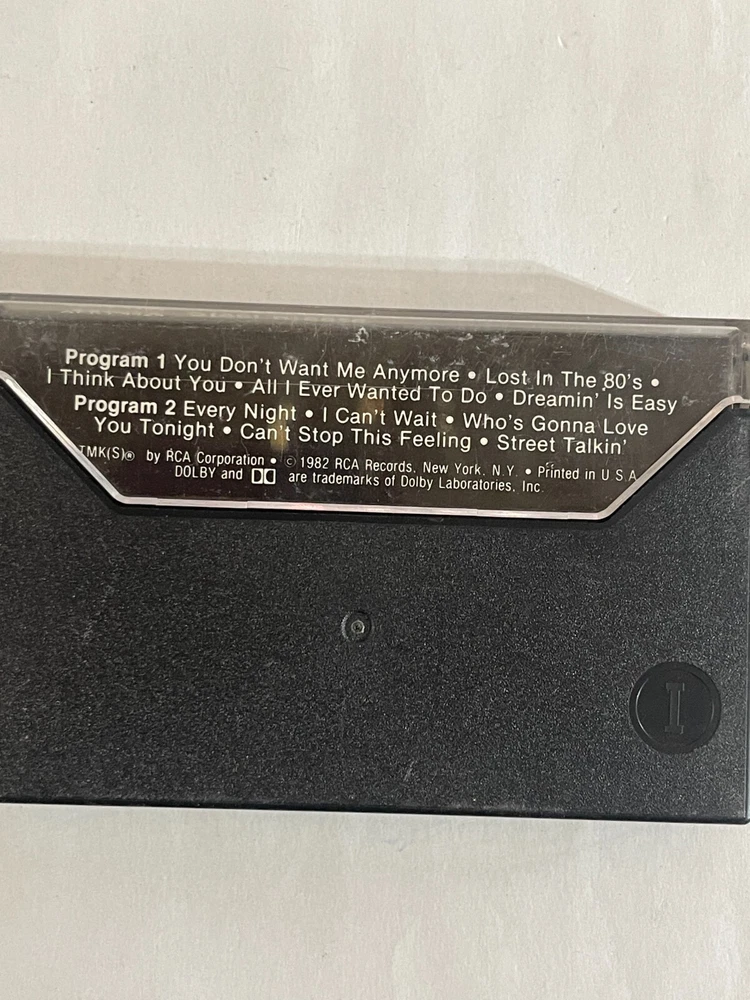 Program 1 You Don't Want Me Anymore • Lost In The 80's •
I Think About You • All I Ever Wanted To Do • Dreamin' Is Easy
Program 2 Every Night • I Can't Wait • Who's Gonna Love
You Tonight • Can't Stop This Feeling • Street Talkin'
TMK(S)® by RCA Corporation • © 1982 RCA Records, New York, N.Y. • Printed in U S A
DOLBY and are trademarks of Dolby Laboratories, Inc.
I